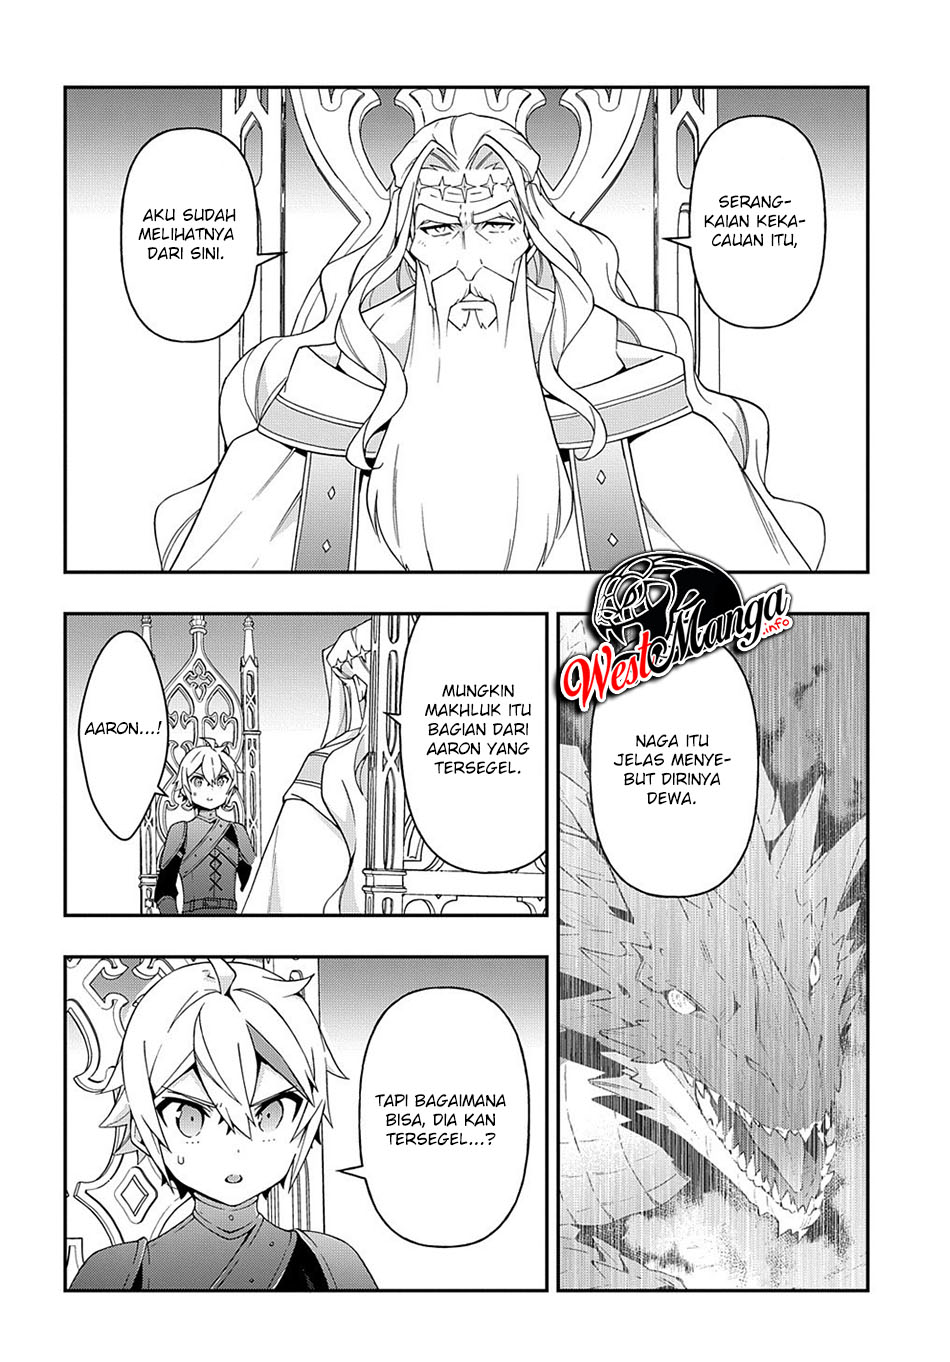 SERANG-
KAIAN KEKA-
CAUAN ITU,
AKU SUDAH
MELIHATNYA
DARI SINI.
WestManga
.info
NAGA ITU
JELAS MENYE-
BUT DIRINYA
DEWA.
MUNGKIN
MAKHLUK ITU
BAGIAN DARI
AARON YANG
TERSEGEL.
AARON...!
TAPI BAGAIMANA
BISA, DIA KAN
TERSEGEL...?